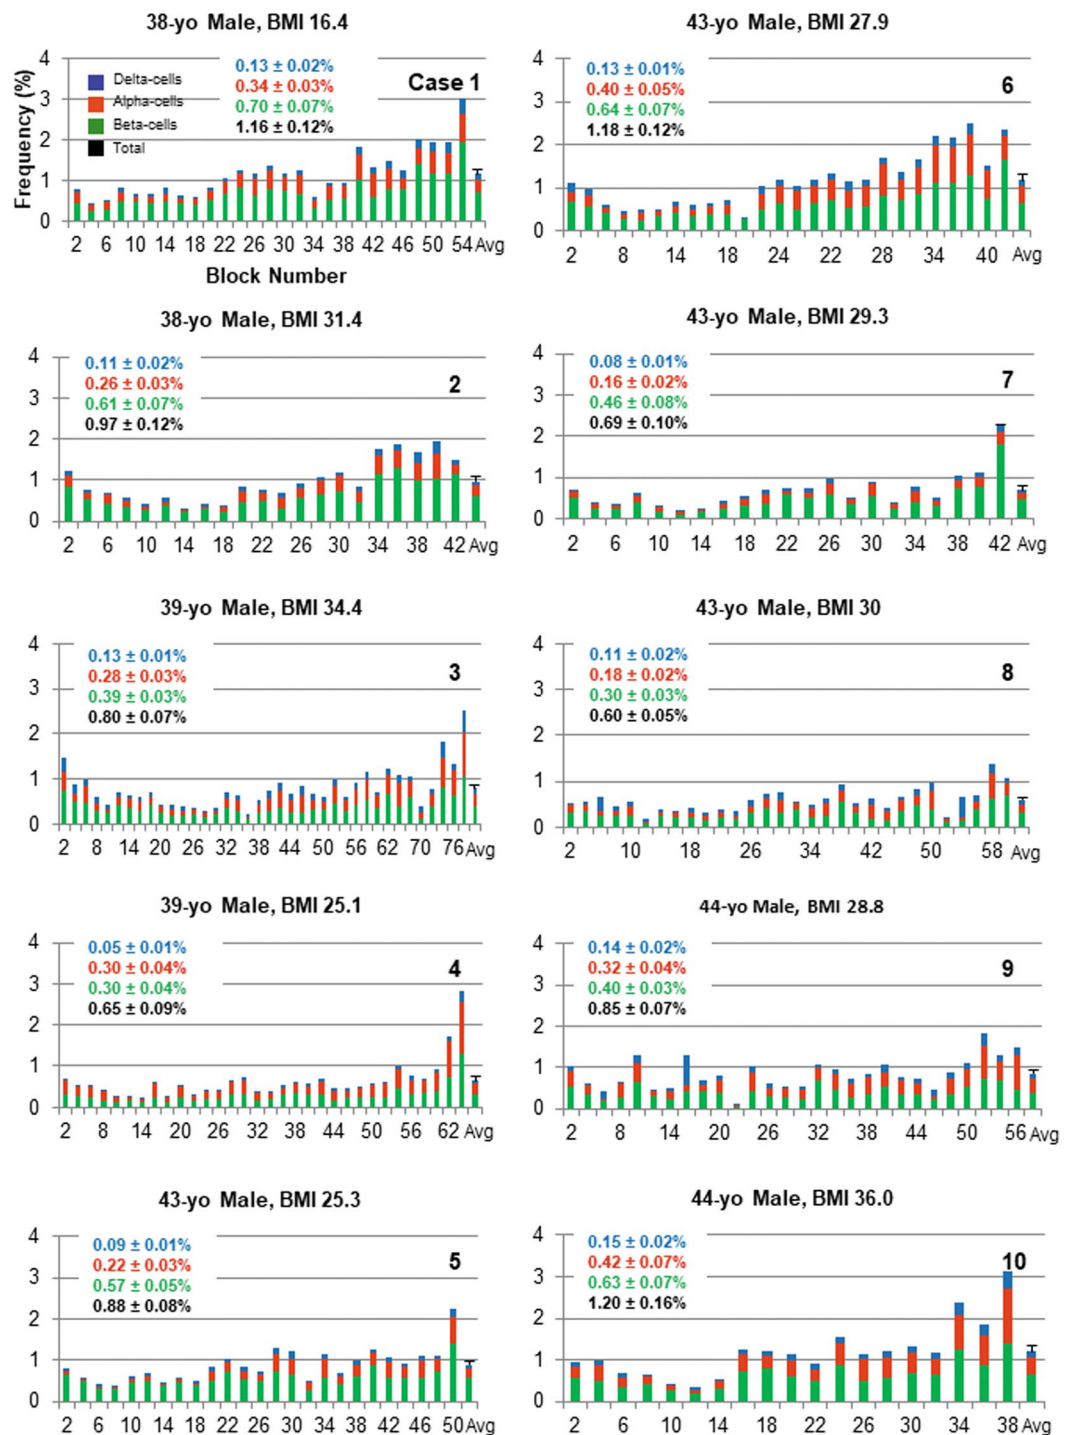 38-yo Male, BMI 16.4
Frequency (%)
4
3
2
1
0
Delta-cells
Alpha-cells
Beta-cells
Total
0.13 ± 0.02%
0.34 ± 0.03%
0.70 ± 0.07%
1.16 ± 0.12%
Case 1
2 6 10 14 18 22 26 30 34 38 42 46 50 54 Avg
Block Number
43-yo Male, BMI 27.9
4
3
2
1
0
0.13 ± 0.01%
0.40 ± 0.05%
0.64 ± 0.07%
1.18 ± 0.12%
6
2 8 14 18 24 22 28 34 40 Avg
38-yo Male, BMI 31.4
4
3
2
1
0
0.11 ± 0.02%
0.26 ± 0.03%
0.61 ± 0.07%
0.97 ± 0.12%
2
2 6 10 14 18 22 26 30 34 38 42 Avg
43-yo Male, BMI 29.3
4
3
2
1
0
0.08 ± 0.01%
0.16 ± 0.02%
0.46 ± 0.08%
0.69 ± 0.10%
7
2 6 10 14 18 22 26 30 34 38 42 Avg
39-yo Male, BMI 34.4
4
3
2
1
0
0.13 ± 0.01%
0.28 ± 0.03%
0.39 ± 0.03%
0.80 ± 0.07%
3
2 8 14 20 26 32 38 44 50 56 62 70 76 Avg
43-yo Male, BMI 30
4
3
2
1
0
0.11 ± 0.02%
0.18 ± 0.02%
0.30 ± 0.03%
0.60 ± 0.05%
8
2 10 18 26 34 42 50 58 Avg
39-yo Male, BMI 25.1
4
3
2
1
0
0.05 ± 0.01%
0.30 ± 0.04%
0.30 ± 0.04%
0.65 ± 0.09%
4
2 8 14 20 26 32 38 44 50 56 62 Avg
44-yo Male, BMI 28.8
4
3
2
1
0
0.14 ± 0.02%
0.32 ± 0.04%
0.40 ± 0.03%
0.85 ± 0.07%
9
2 8 14 20 26 32 38 44 50 56 Avg
43-yo Male, BMI 25.3
4
3
2
1
0
0.09 ± 0.01%
0.22 ± 0.03%
0.57 ± 0.05%
0.88 ± 0.08%
5
2 6 10 14 18 22 26 30 34 38 42 46 50 Avg
44-yo Male, BMI 36.0
4
3
2
1
0
0.15 ± 0.02%
0.42 ± 0.07%
0.63 ± 0.07%
1.20 ± 0.16%
10
2 6 10 14 18 22 26 30 34 38 Avg